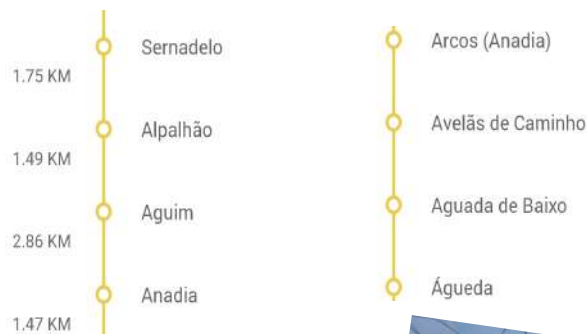 Sernadelo
1.75 KM
Alpalhão
1.49 KM
Aguim
2.86 KM
Anadia
1.47 KM
Arcos (Anadia)
Avelãs de Caminho
Aguada de Baixo
Águeda